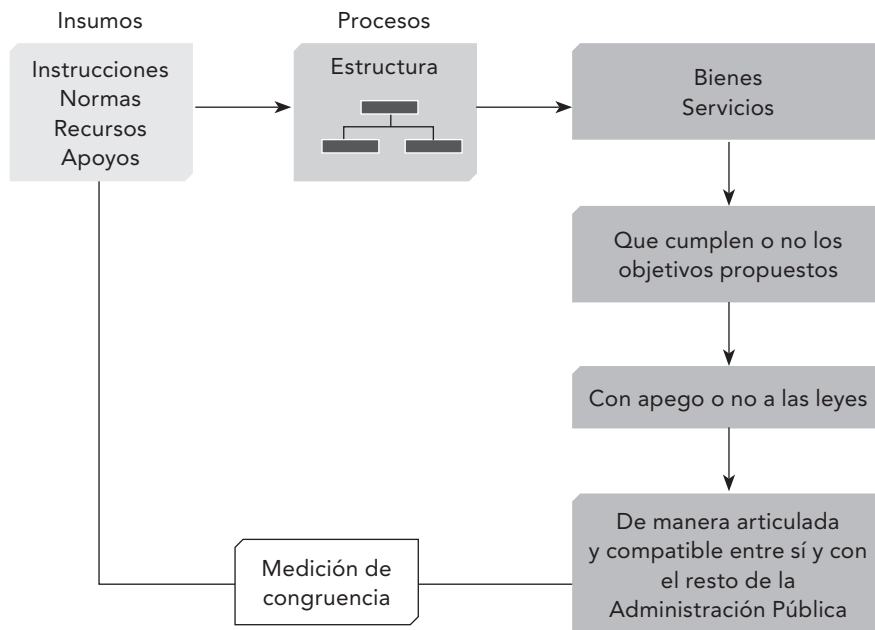 Insumos
Procesos
Instrucciones
Normas
Recursos
Apoyos
Estructura
Bienes
Servicios
Que cumplen o no los
objetivos propuestos
Con apego o no a las leyes
De manera articulada
y compatible entre sí y con
el resto de la
Administración Pública
Medición de
congruencia